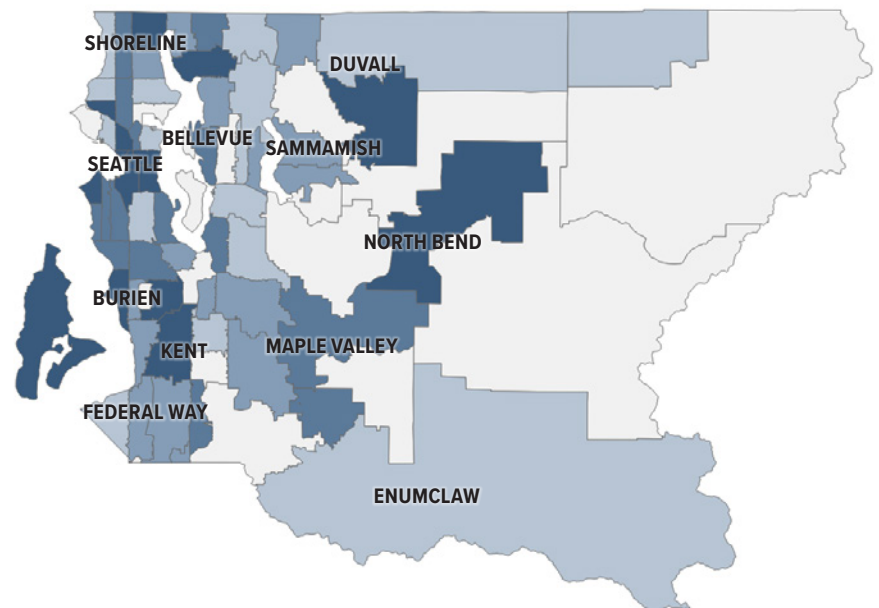 SHORELINE
DUVALL
BELLEVUE
SAMMAMISH
SEATTLE
NORTH BEND
BURIEN
KENT
MAPLE VALLEY
FEDERAL WAY
ENUMCLAW